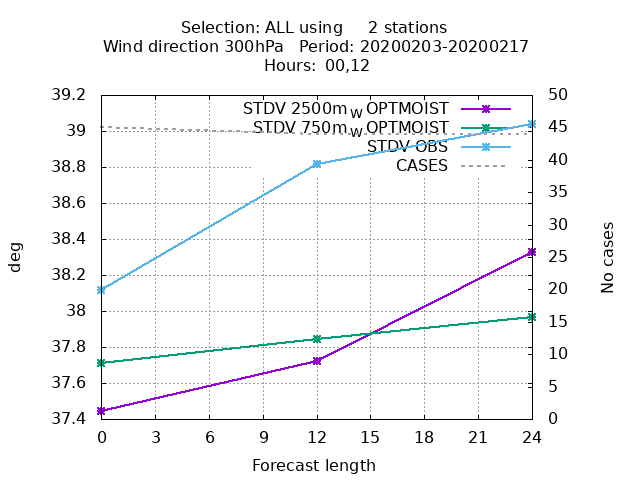 Selection: ALL using 2 stations
Wind direction 300hPa Period: 20200203-20200217
Hours: 00,12
39.2
39
38.8
38.6
38.4
38.2
38
37.8
37.6
37.4
deg
STDV 2500m_W OPTMOIST
STDV 750m_W OPTMOIST
STDV OBS
CASES
50
45
40
35
30
25
20
15
10
5
0
No cases
0 3 6 9 12 15 18 21 24
Forecast length